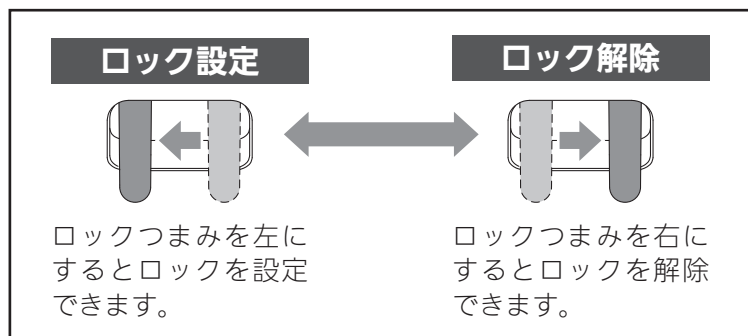 ロック設定
ロックつまみを左に
するとロックを設定
できます。
ロック解除
ロックつまみを右に
するとロックを解除
できます。